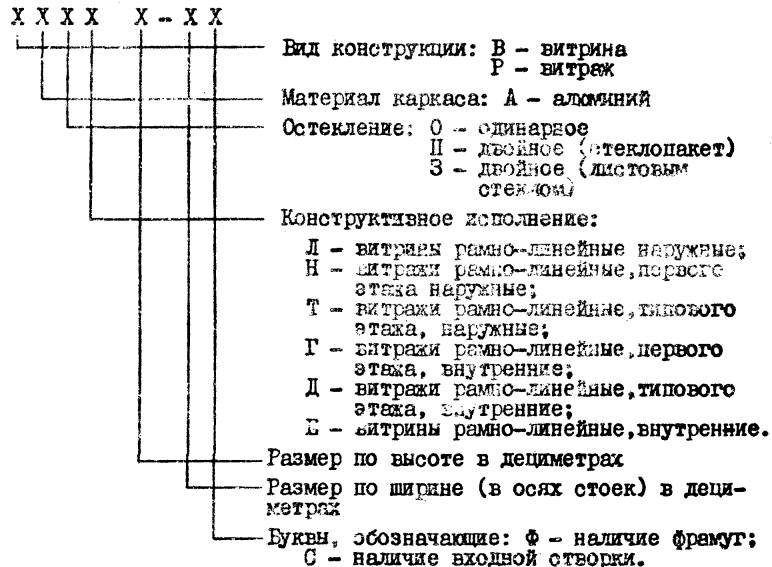 Х Х Х Х Х - Х Х
Вид конструкции: В - витрина
Р - витраж
Материал каркаса: А - алюминий
Остекление: О - одинарное
П - двойное (стеклопакет)
З - двойное (листовым
стеклом)
Конструктивное исполнение:
Л - витрины рамно-линейные наружные;
Н - витражи рамно-линейные,первого
этажа наружные;
Т - витражи рамно-линейные,типового
этажа, наружные;
Г - витражи рамно-линейные,первого
этажа, внутренние;
Д - витражи рамно-линейные,типового
этажа, внутренние;
- витрины рамно-линейные,внутренние.
Размер по высоте в дециметрах
Размер по ширине (в осях стоек) в деци-
метрах
Буквы, обозначающие: Ф - наличие фрамуг;
С - наличие входной створки.